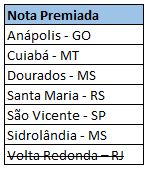 Nota Premiada
Anápolis - GO
Cuiabá - MT
Dourados - MS
Santa Maria - RS
São Vicente - SP
Sidrolândia - MS
Volta Redonda – RJ